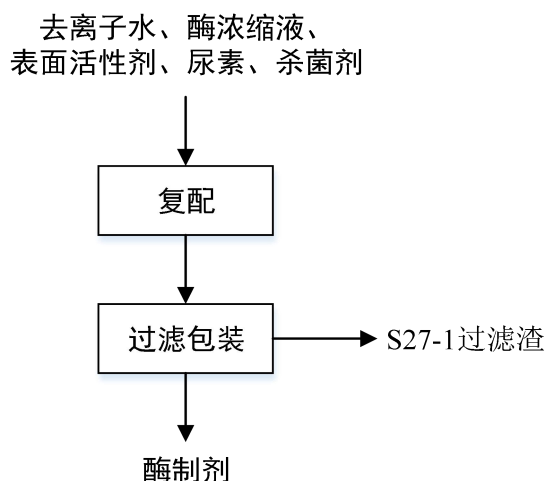 去离子水、酶浓缩液、
表面活性剂、尿素、杀菌剂
复配
过滤包装
S27-1过滤渣
酶制剂